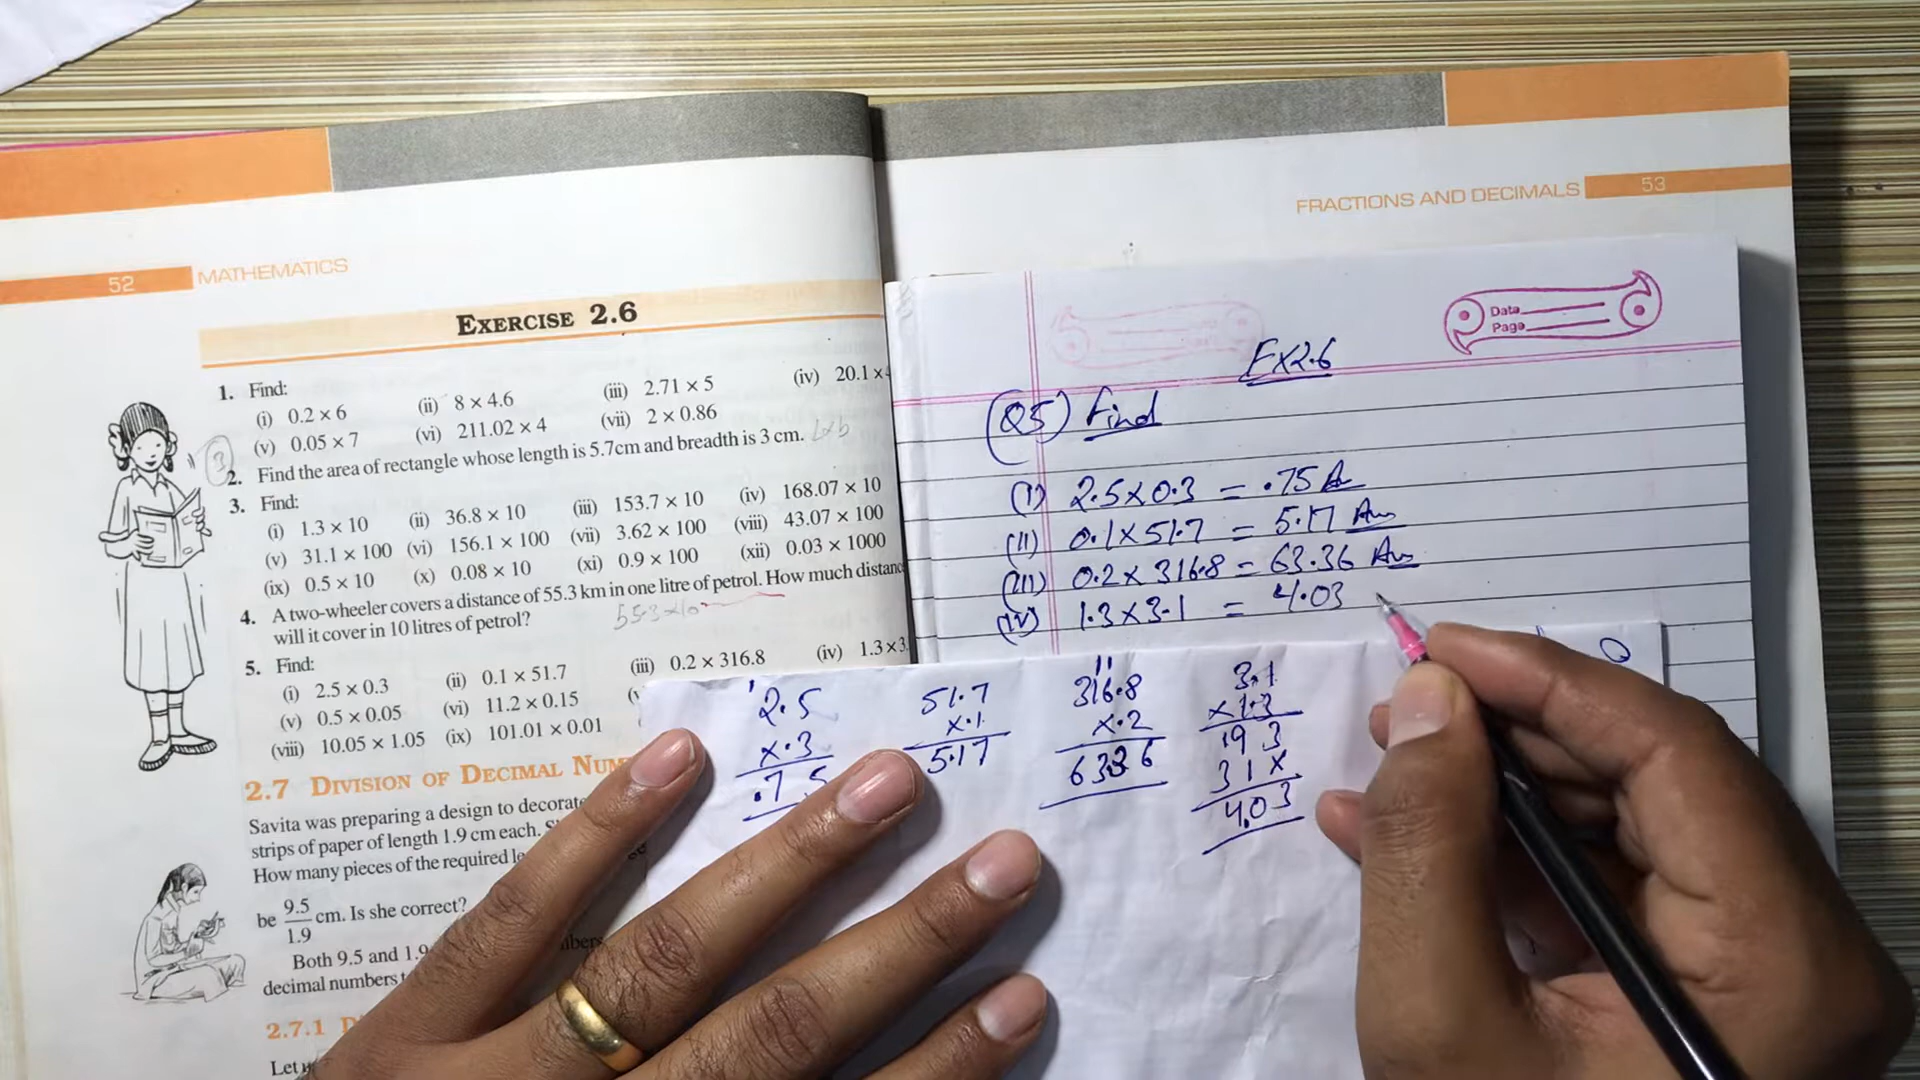 52 MATHEMATICS
EXERCISE 2.6
1. Find:
(i) 0.2 × 6 (ii) 8 × 4.6 (iii) 2.71 × 5 (iv) 20.1 ×
(v) 0.05 × 7 (vi) 211.02 × 4 (vii) 2 × 0.86
2. Find the area of rectangle whose length is 5.7cm and breadth is 3 cm. L×b
3. Find:
(i) 1.3 × 10 (ii) 36.8 × 10 (iii) 153.7 × 10 (iv) 168.07 × 10
(v) 31.1 × 100 (vi) 156.1 × 100 (vii) 3.62 × 100 (viii) 43.07 × 100
(ix) 0.5 × 10 (x) 0.08 × 10 (xi) 0.9 × 100 (xii) 0.03 × 1000
4. A two-wheeler covers a distance of 55.3 km in one litre of petrol. How much distanc
will it cover in 10 litres of petrol? 55.3×10
5. Find:
(i) 2.5 × 0.3 (ii) 0.1 × 51.7 (iii) 0.2 × 316.8 (iv) 1.3 × 3.
(v) 0.5 × 0.05 (vi) 11.2 × 0.15
(viii) 10.05 × 1.05 (ix) 101.01 × 0.01
2.7 DIVISION OF DECIMAL NUM
Savita was preparing a design to decorate
strips of paper of length 1.9 cm each. S
How many pieces of the required le
be 9.5/1.9 cm. Is she correct?
Both 9.5 and 1.9
decimal numbers
2.7.1
Let
FRACTIONS AND DECIMALS 53
Date
Page
EX2.6
(Q5) Find
(I) 2.5×0.3 = .75 A
(II) 0.1×51.7 = 5.17 Ans
(III) 0.2×316.8 = 63.36 Ans
(IV) 1.3×3.1 = 4.03
2.5
×.3
.75
51.7
×.1
5.17
11
316.8
×.2
63.36
3.1
×1.3
193
31×
4.03